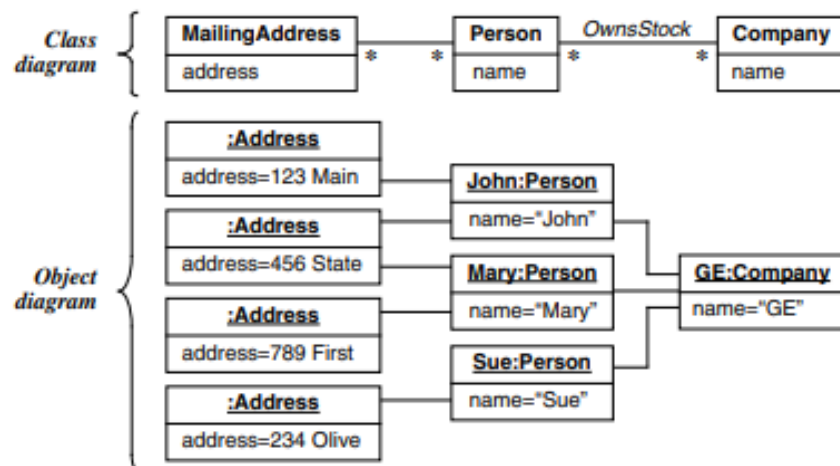 Class diagram
MailingAddress
address
*
*
Person
name
OwnsStock
*
*
Company
name
Object diagram
:Address
address=123 Main
:Address
address=456 State
:Address
address=789 First
:Address
address=234 Olive
John:Person
name=“John”
Mary:Person
name=“Mary”
Sue:Person
name=“Sue”
GE:Company
name=“GE”